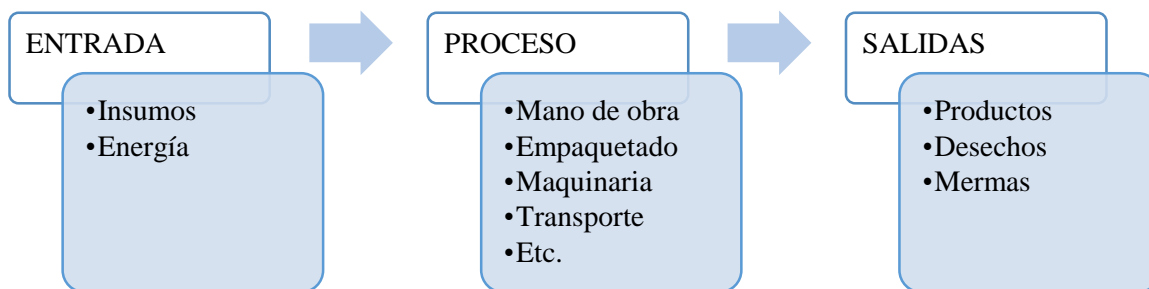 ENTRADA
•Insumos
•Energía
PROCESO
•Mano de obra
•Empaquetado
•Maquinaria
•Transporte
•Etc.
SALIDAS
•Productos
•Desechos
•Mermas